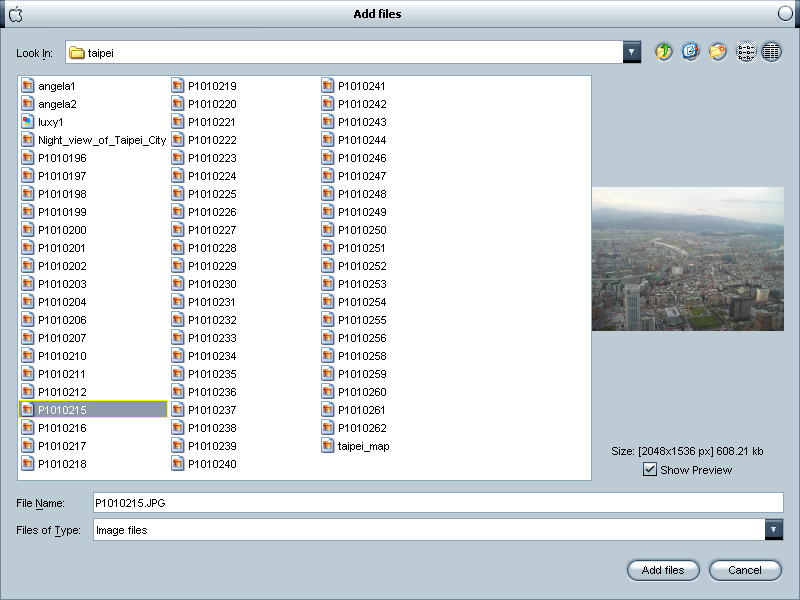 Add files
Look In:
taipei
angela1
angela2
luxy1
Night_view_of_Taipei_City
P1010196
P1010197
P1010198
P1010199
P1010200
P1010201
P1010202
P1010203
P1010204
P1010206
P1010207
P1010210
P1010211
P1010212
P1010215
P1010216
P1010217
P1010218
P1010219
P1010220
P1010221
P1010222
P1010223
P1010224
P1010225
P1010226
P1010227
P1010228
P1010229
P1010230
P1010231
P1010232
P1010233
P1010234
P1010235
P1010236
P1010237
P1010238
P1010239
P1010240
P1010241
P1010242
P1010243
P1010244
P1010246
P1010247
P1010248
P1010249
P1010250
P1010251
P1010252
P1010253
P1010254
P1010255
P1010256
P1010258
P1010259
P1010260
P1010261
P1010262
taipei_map
Size: [2048x1536 px] 608.21 kb
Show Preview
File Name:
P1010215.JPG
Files of Type:
Image files
Add files
Cancel